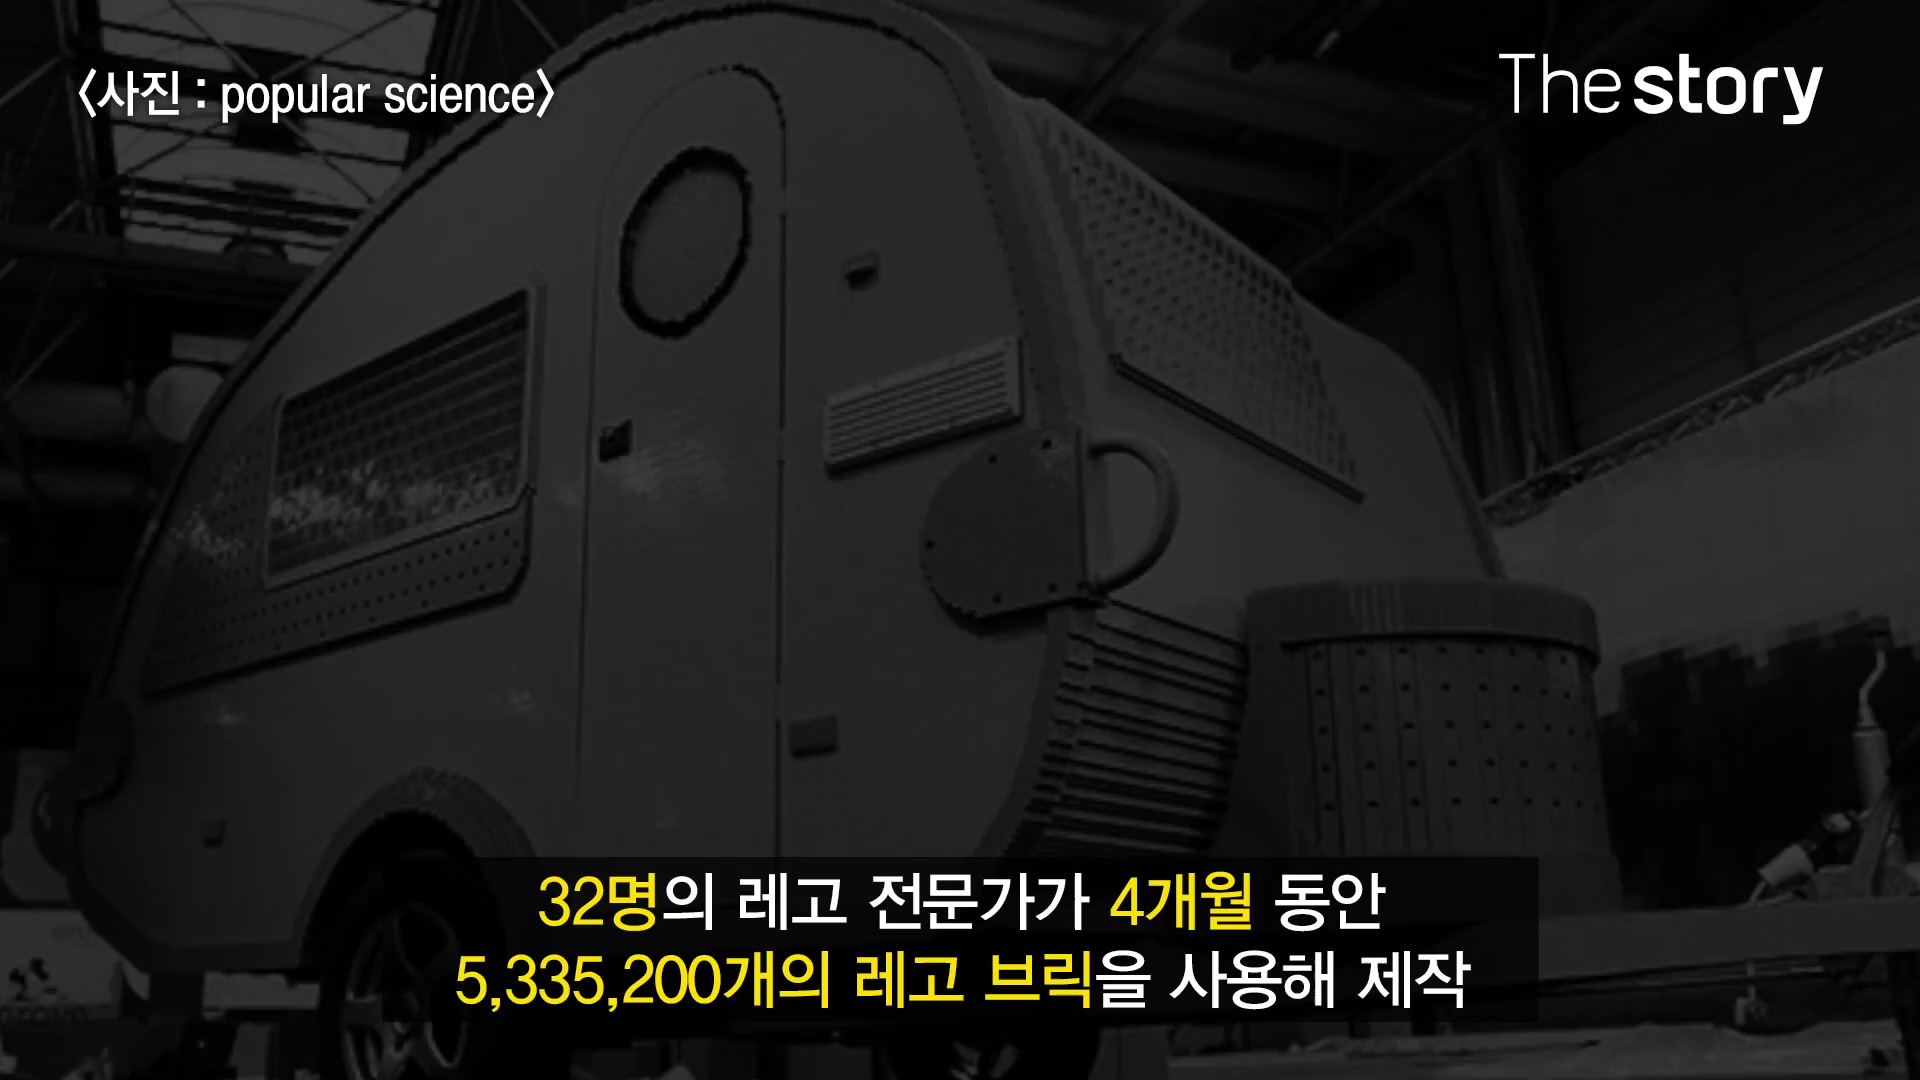 〈사진 : popular science〉
The story
32명의 레고 전문가가 4개월 동안
5,335,200개의 레고 브릭을 사용해 제작